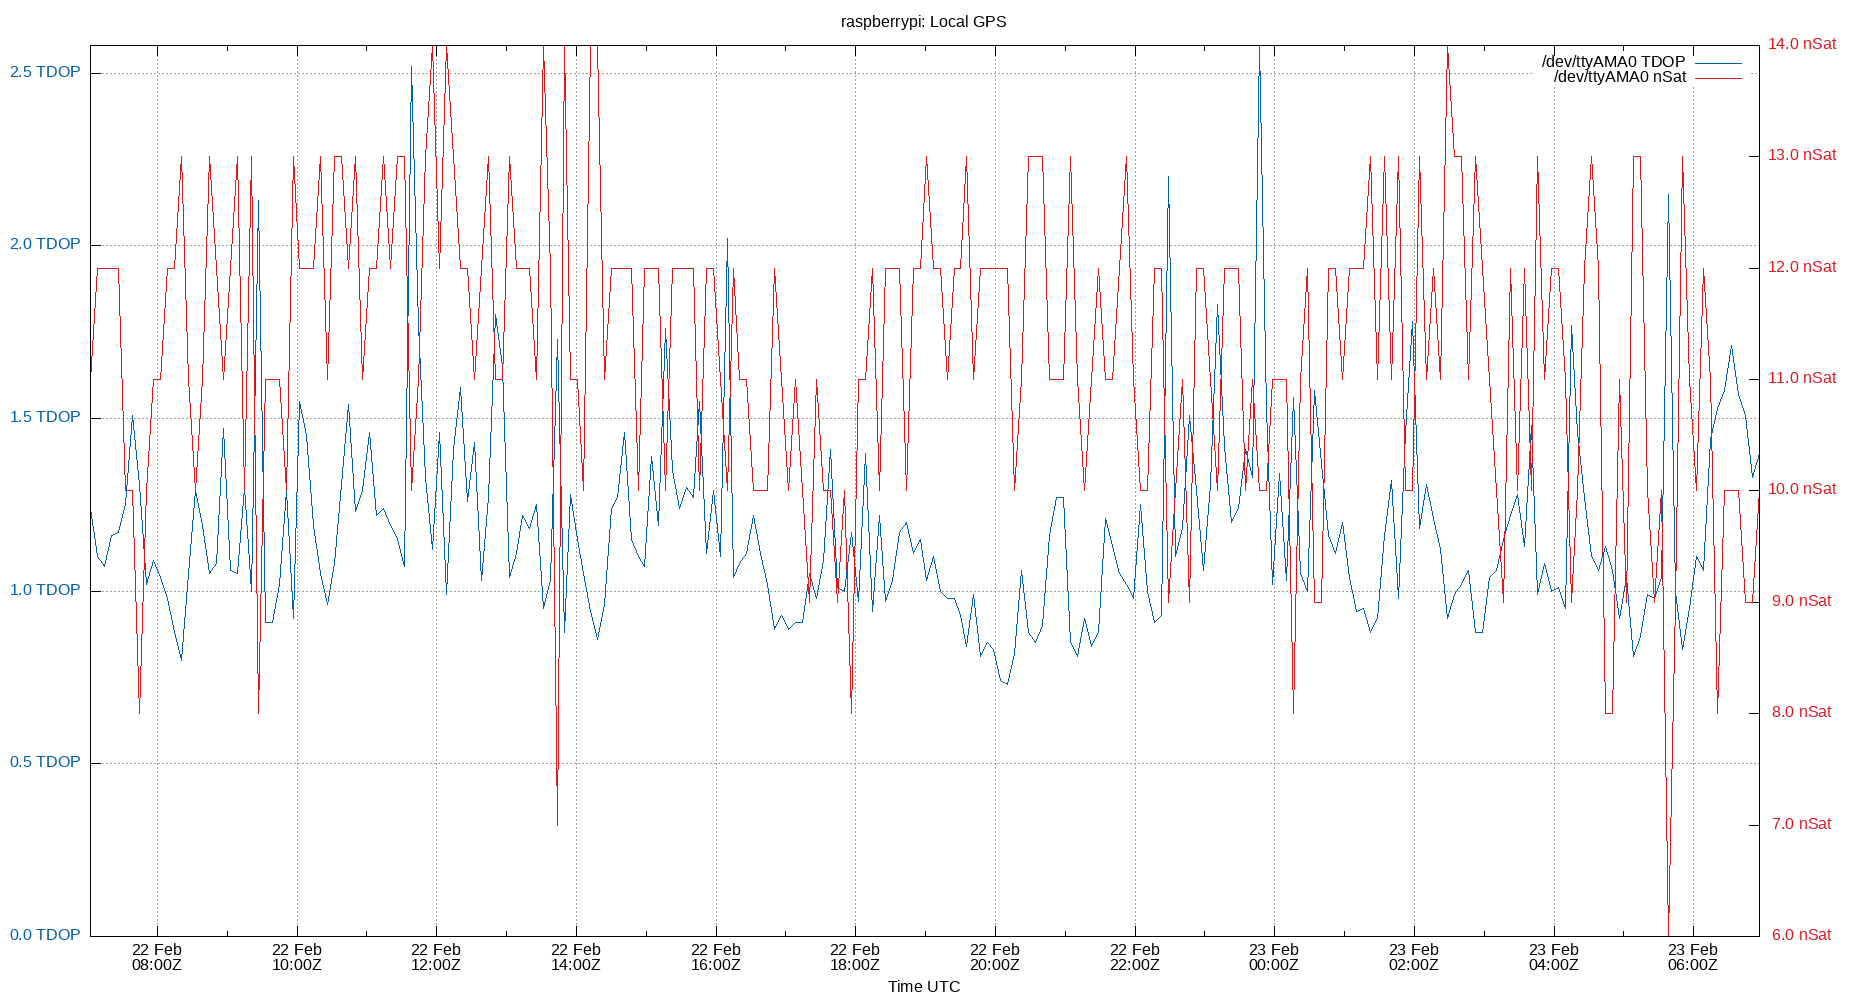 raspberrypi: Local GPS
/dev/ttyAMA0 TDOP
/dev/ttyAMA0 nSat
2.5 TDOP
2.0 TDOP
1.5 TDOP
1.0 TDOP
0.5 TDOP
0.0 TDOP
14.0 nSat
13.0 nSat
12.0 nSat
11.0 nSat
10.0 nSat
9.0 nSat
8.0 nSat
7.0 nSat
6.0 nSat
22 Feb
08:00Z
22 Feb
10:00Z
22 Feb
12:00Z
22 Feb
14:00Z
22 Feb
16:00Z
22 Feb
18:00Z
22 Feb
20:00Z
22 Feb
22:00Z
23 Feb
00:00Z
23 Feb
02:00Z
23 Feb
04:00Z
23 Feb
06:00Z
Time UTC